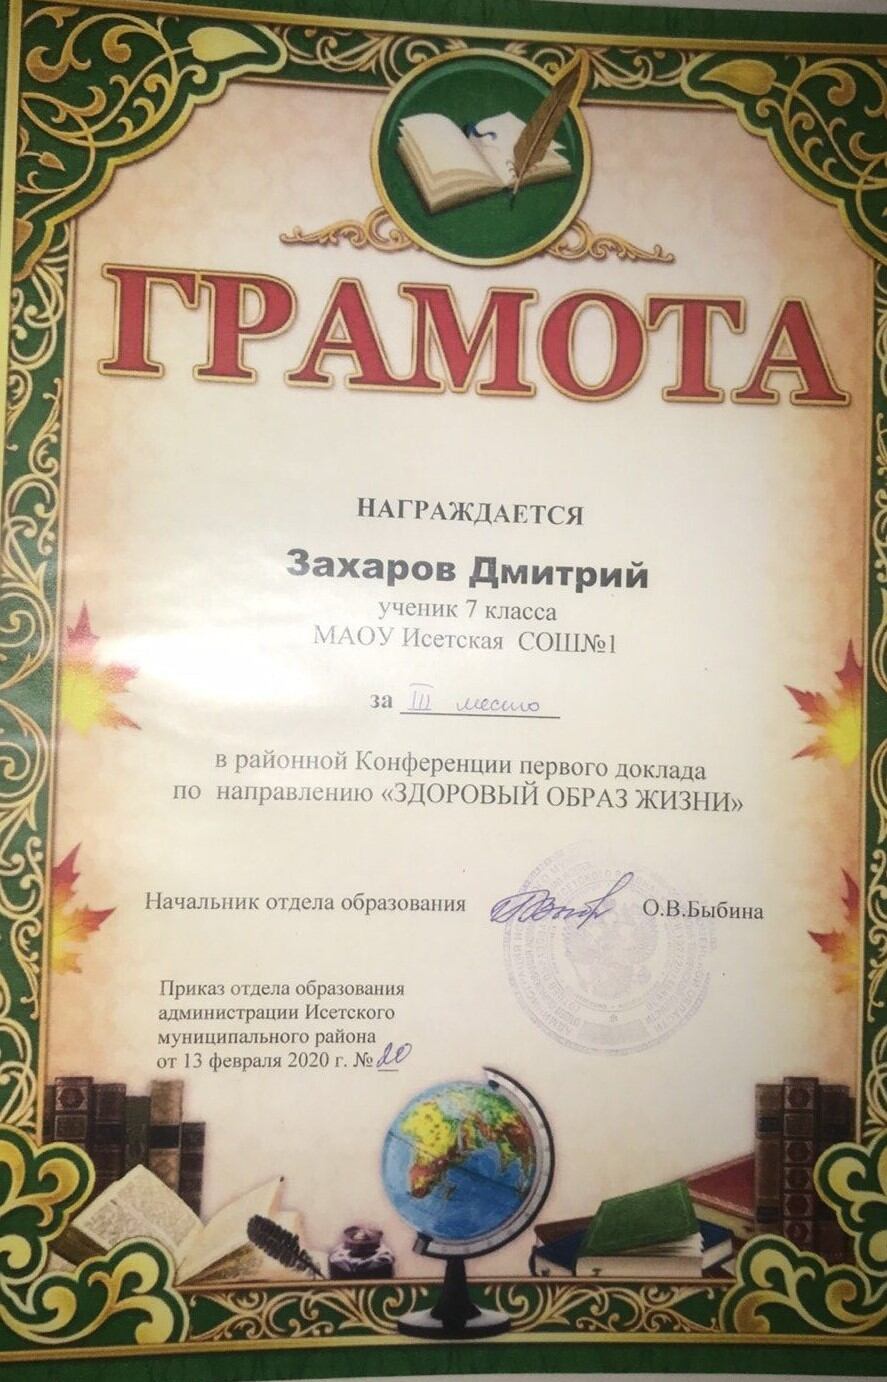 ГРАМОТА
НАГРАЖДАЕТСЯ
Захаров Дмитрий
ученик 7 класса
МАОУ Исетская СОШ№1
за III место
в районной Конференции первого доклада
по направлению «ЗДОРОВЫЙ ОБРАЗ ЖИЗНИ»
Начальник отдела образования О.В.Быбина
Приказ отдела образования
администрации Исетского
муниципального района
от 13 февраля 2020 г. №20